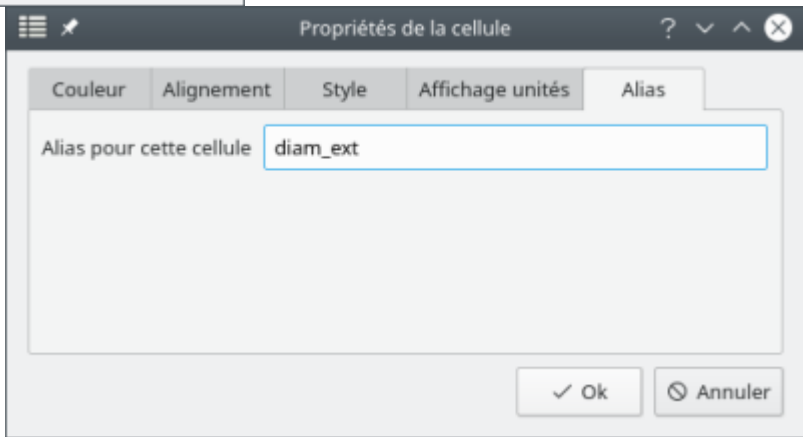 Propriétés de la cellule ?
Couleur Alignement Style Affichage unités Alias
Alias pour cette cellule diam_ext
Ok Annuler